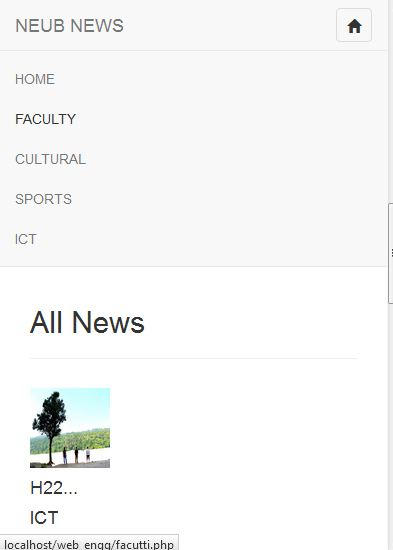 NEUB NEWS
HOME
FACULTY
CULTURAL
SPORTS
ICT
All News
H22...
ICT
localhost/web_engg/facutti.php